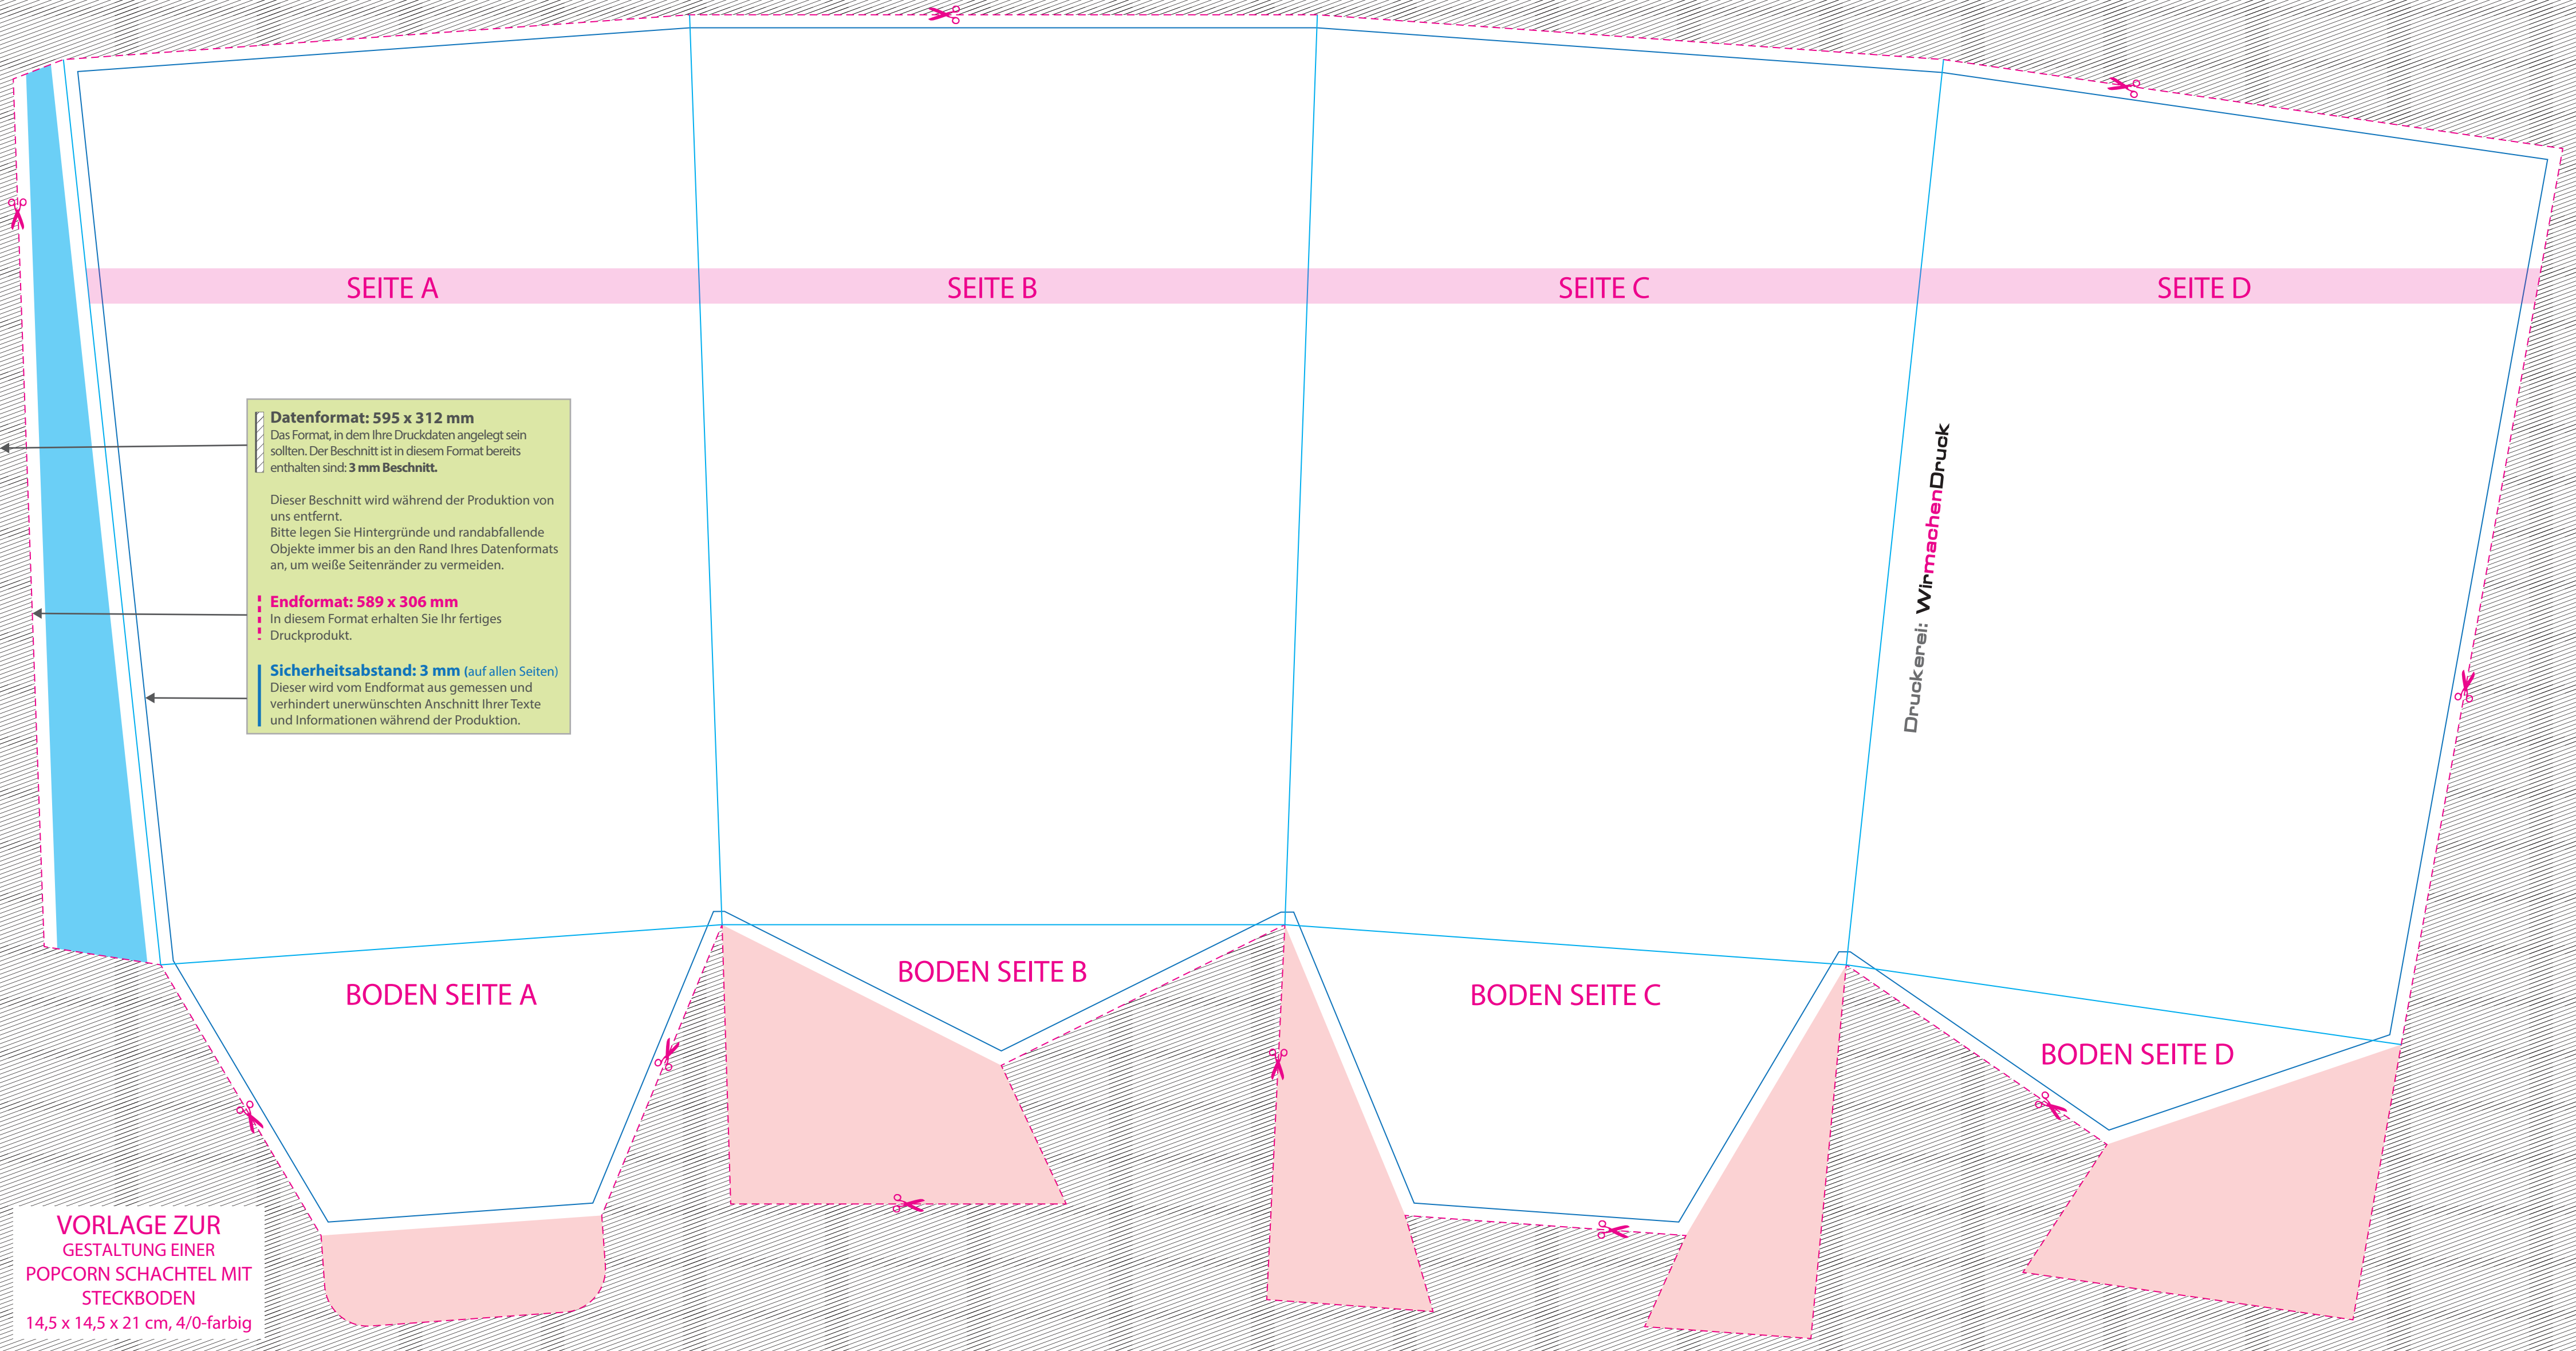 SEITE A
SEITE B
SEITE C
SEITE D
Datenformat: 595 x 312 mm
Das Format, in dem Ihre Druckdaten angelegt sein
sollten. Der Beschnitt ist in diesem Format bereits
enthalten sind: 3 mm Beschnitt.
Dieser Beschnitt wird während der Produktion von
uns entfernt.
Bitte legen Sie Hintergründe und randabfallende
Objekte immer bis an den Rand Ihres Datenformats
an, um weiße Seitenränder zu vermeiden.
Endformat: 589 x 306 mm
In diesem Format erhalten Sie Ihr fertiges
Druckprodukt.
Sicherheitsabstand: 3 mm (auf allen Seiten)
Dieser wird vom Endformat aus gemessen und
verhindert unerwünschten Anschnitt Ihrer Texte
und Informationen während der Produktion.
Druckerei: WirmachenDruck
BODEN SEITE A
BODEN SEITE B
BODEN SEITE C
BODEN SEITE D
VORLAGE ZUR
GESTALTUNG EINER
POPCORN SCHACHTEL MIT
STECKBODEN
14,5 x 14,5 x 21 cm, 4/0-farbig